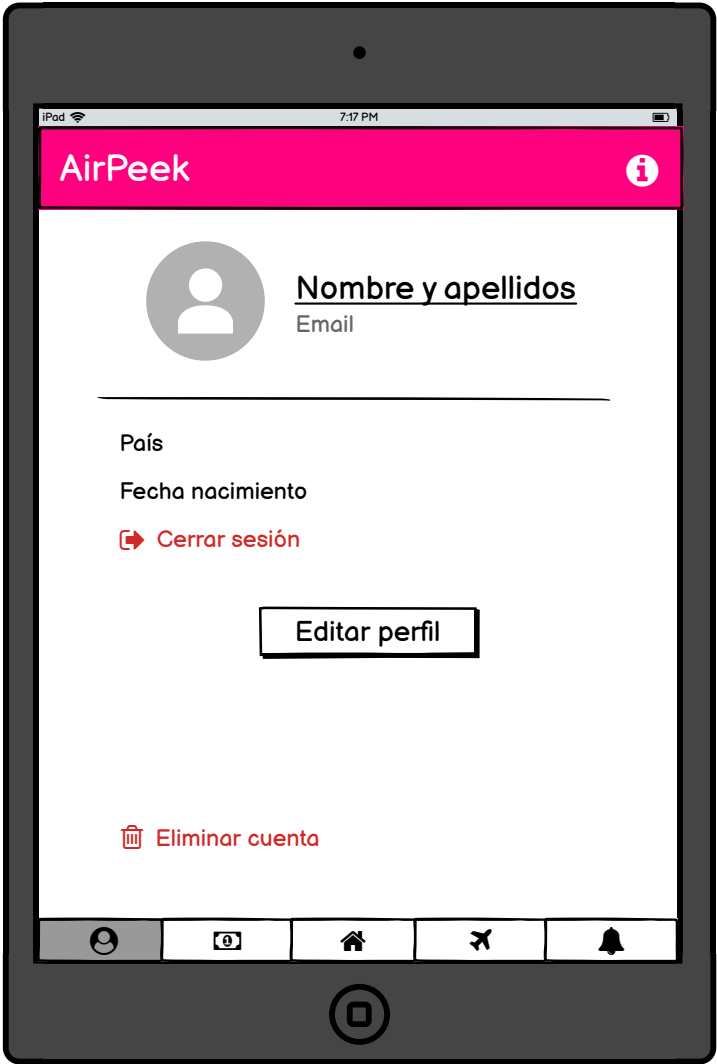 iPad
7:17 PM
AirPeek
Nombre y apellidos
Email
País
Fecha nacimiento
Cerrar sesión
Editar perfil
Eliminar cuenta